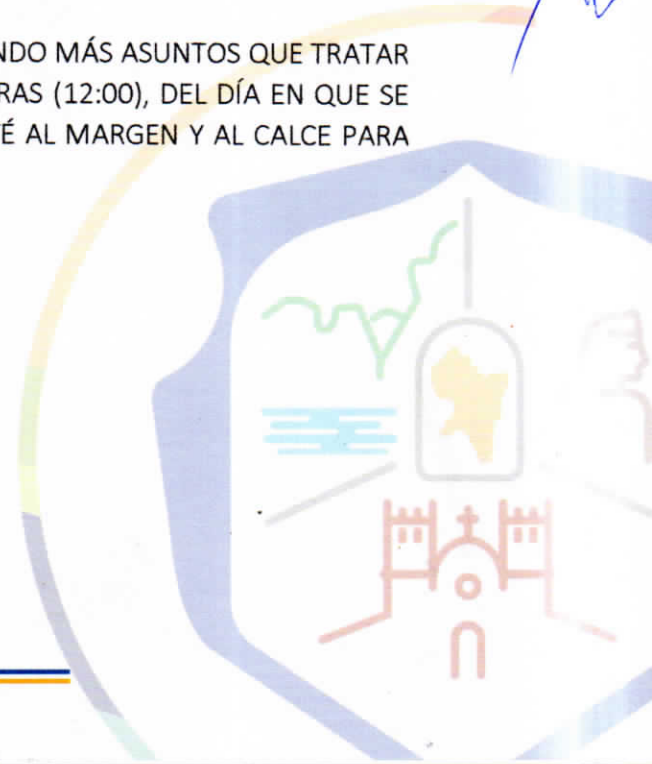 NDO MÁS ASUNTOS QUE TRATAR
RAS (12:00), DEL DÍA EN QUE SE
É AL MARGEN Y AL CALCE PARA